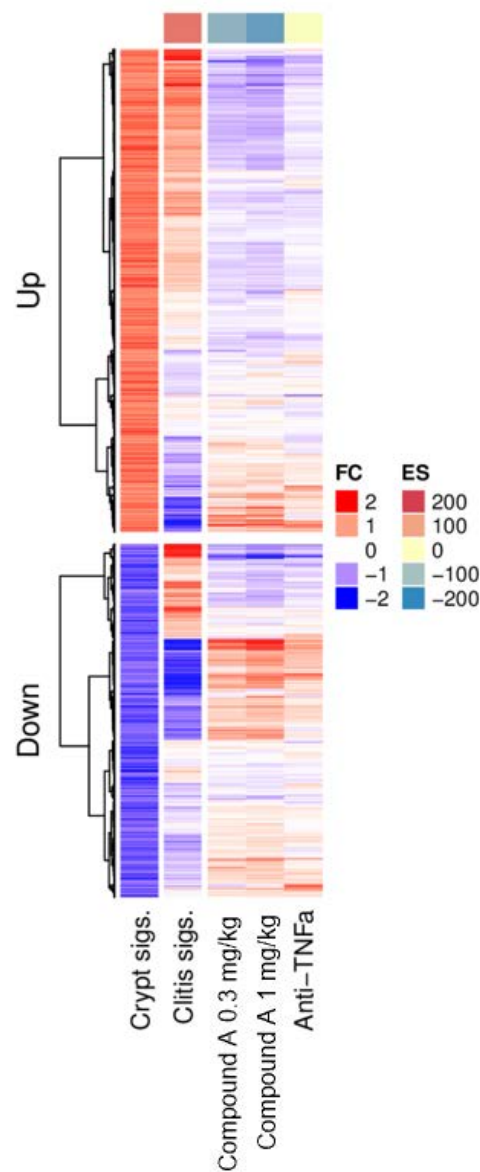 Up
Down
FC
2
1
0
−1
−2
ES
200
100
0
−100
−200
Crypt sigs.
Clitis sigs.
Compound A 0.3 mg/kg
Compound A 1 mg/kg
Anti−TNFa